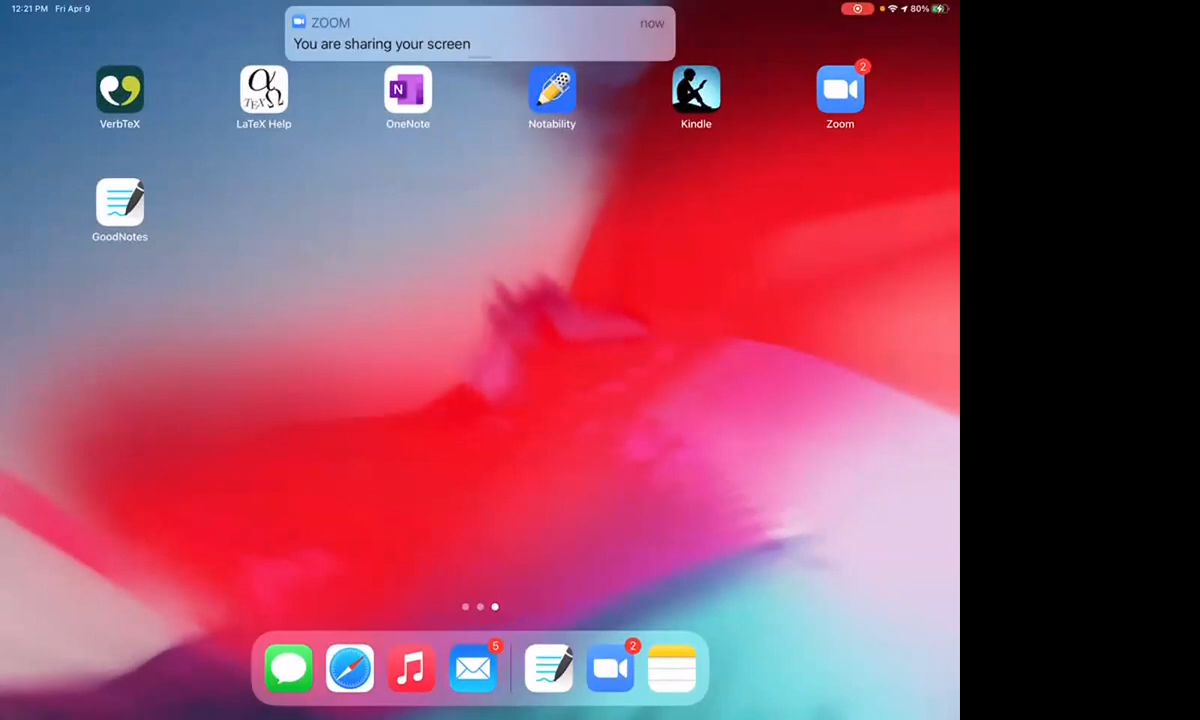 12:21 PM Fri Apr 9
80%
ZOOM
now
You are sharing your screen
2
VerbTeX
LaTeX Help
OneNote
Notability
Kindle
Zoom
GoodNotes
5
2